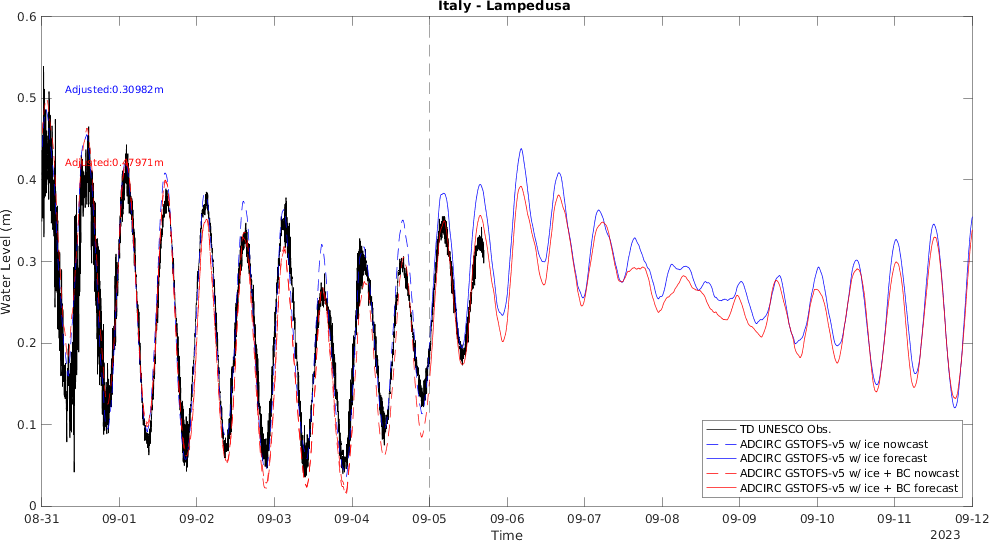 Italy - Lampedusa
Water Level (m)
0.6
0.5
0.4
0.3
0.2
0.1
0
Adjusted:0.30982m
Adjusted:0.47971m
TD UNESCO Obs.
ADCIRC GSTOFS-v5 w/ ice nowcast
ADCIRC GSTOFS-v5 w/ ice forecast
ADCIRC GSTOFS-v5 w/ ice + BC nowcast
ADCIRC GSTOFS-v5 w/ ice + BC forecast
08-31 09-01 09-02 09-03 09-04 09-05 09-06 09-07 09-08 09-09 09-10 09-11 09-12
Time
2023